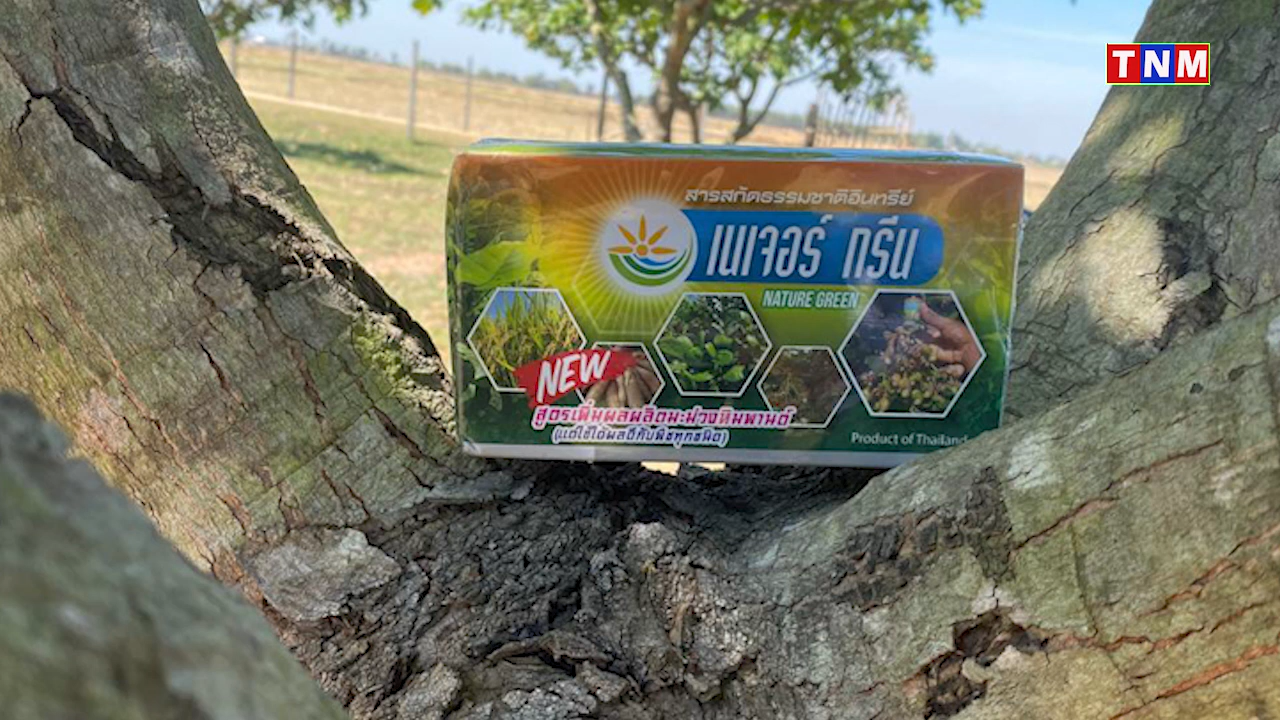 TNM
สารสกัดธรรมชาติอินทรีย์
เนเจอร์ กรีน
NATURE GREEN
NEW
สูตรเพิ่มผลผลิตมะม่วงหิมพานต์
(แต่ใช้ได้ผลดีกับพืชทุกชนิด)
Product of Thailand